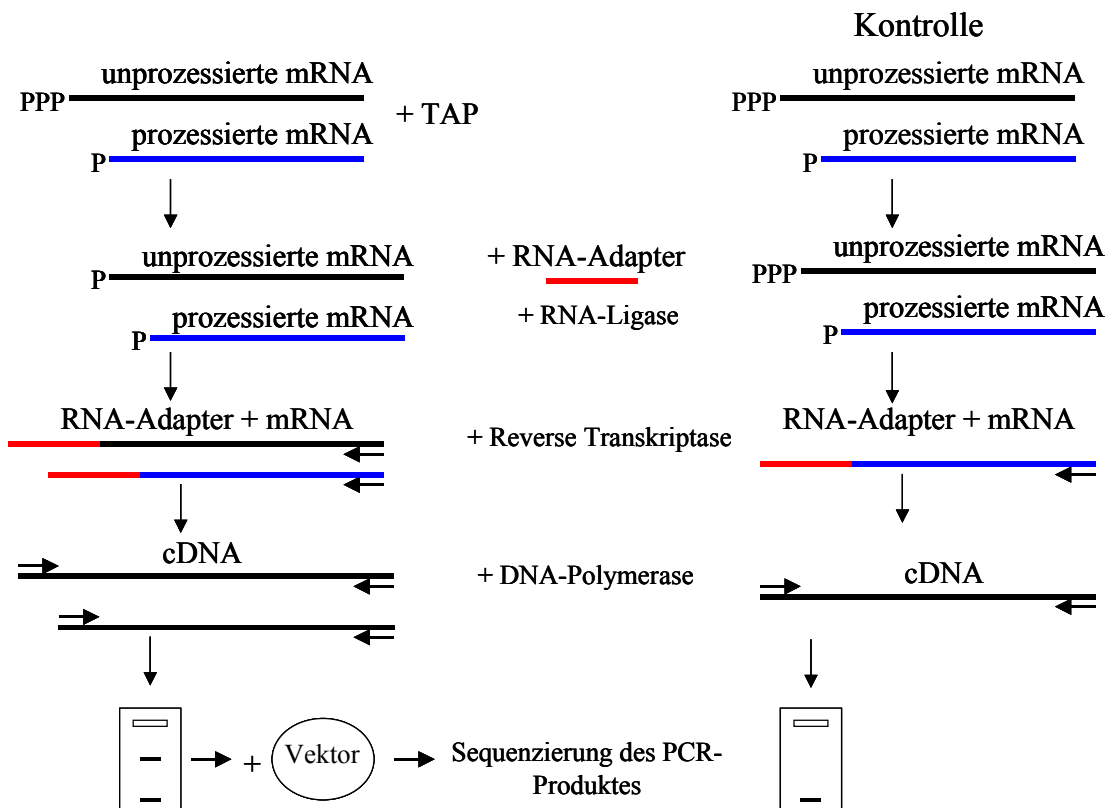 Kontrolle
unprozessierte mRNA
PPP
+ TAP
prozessierte mRNA
P
unprozessierte mRNA
PPP
prozessierte mRNA
P
unprozessierte mRNA
P
prozessierte mRNA
P
+ RNA-Adapter
+ RNA-Ligase
unprozessierte mRNA
PPP
prozessierte mRNA
P
RNA-Adapter + mRNA
+ Reverse Transkriptase
RNA-Adapter + mRNA
cDNA
+ DNA-Polymerase
cDNA
+
Vektor
Sequenzierung des PCR-
Produktes